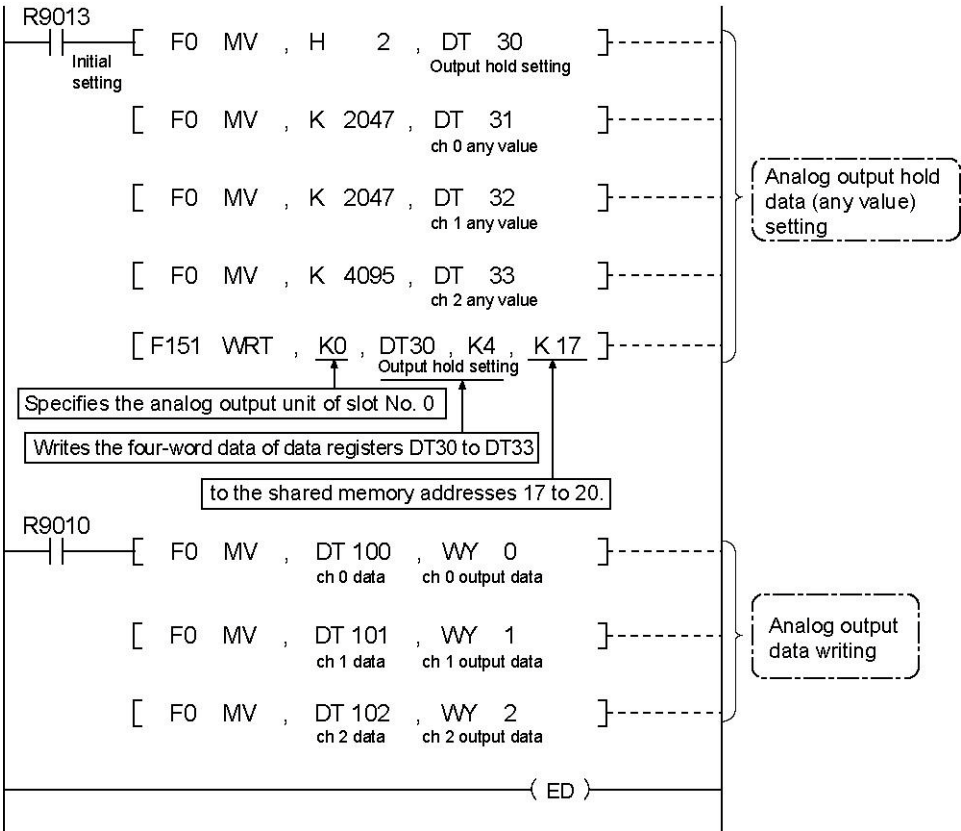 R9013
[ F0 MV , H 2 , DT 30 ]
Initial setting
Output hold setting
[ F0 MV , K 2047 , DT 31 ]
ch 0 any value
[ F0 MV , K 2047 , DT 32 ]
ch 1 any value
[ F0 MV , K 4095 , DT 33 ]
ch 2 any value
Analog output hold
data (any value)
setting
[ F151 WRT , K0 , DT30 , K4 , K 17 ]
Output hold setting
Specifies the analog output unit of slot No. 0
Writes the four-word data of data registers DT30 to DT33
to the shared memory addresses 17 to 20.
R9010
[ F0 MV , DT 100 , WY 0 ]
ch 0 data ch 0 output data
[ F0 MV , DT 101 , WY 1 ]
ch 1 data ch 1 output data
[ F0 MV , DT 102 , WY 2 ]
ch 2 data ch 2 output data
Analog output
data writing
( ED )